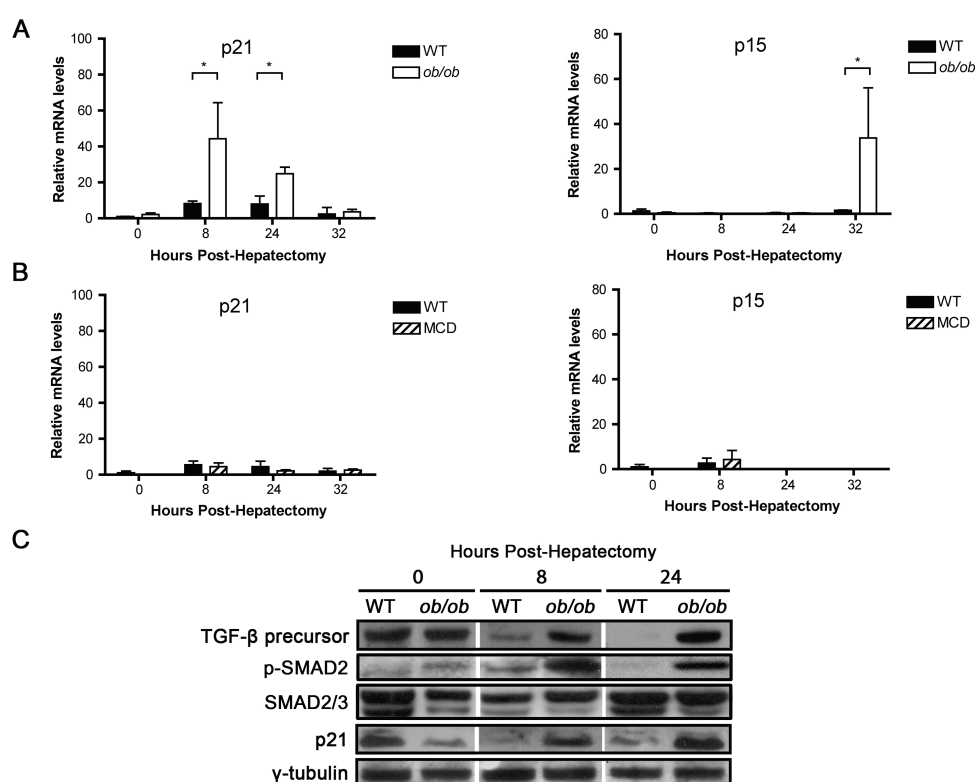 A
p21
WT
ob/ob
* *
Relative mRNA levels
100
80
60
40
20
0
0 8 24 32
Hours Post-Hepatectomy
p15
WT
ob/ob
*
Relative mRNA levels
80
60
40
20
0
0 8 24 32
Hours Post-Hepatectomy
B
p21
WT
MCD
Relative mRNA levels
100
80
60
40
20
0
0 8 24 32
Hours Post-Hepatectomy
p15
WT
MCD
Relative mRNA levels
80
60
40
20
0
0 8 24 32
Hours Post-Hepatectomy
C
Hours Post-Hepatectomy
0 8 24
WT ob/ob WT ob/ob WT ob/ob
TGF-β precursor
p-SMAD2
SMAD2/3
p21
γ-tubulin